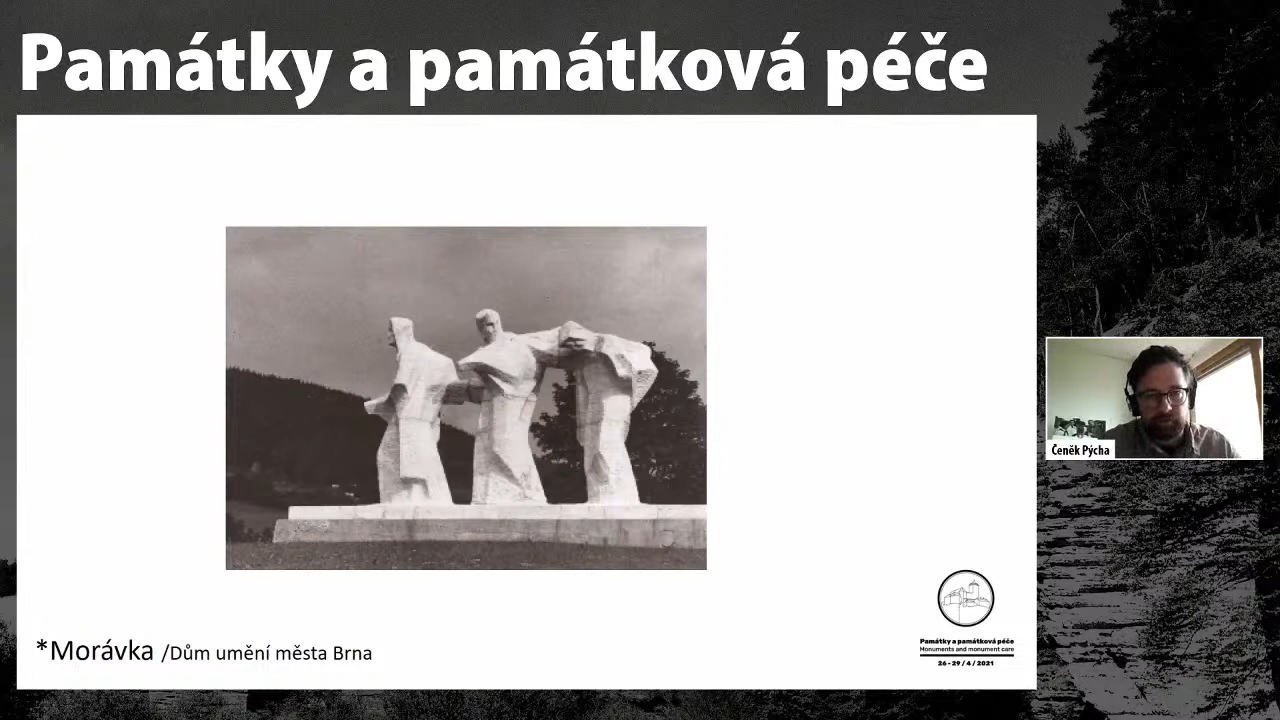 Památky a památková péče
Čeněk Pýcha
*Morávka /Dům umění města Brna
Památky a památková péče
Monuments and monument care
26 - 29 / 4 / 2021